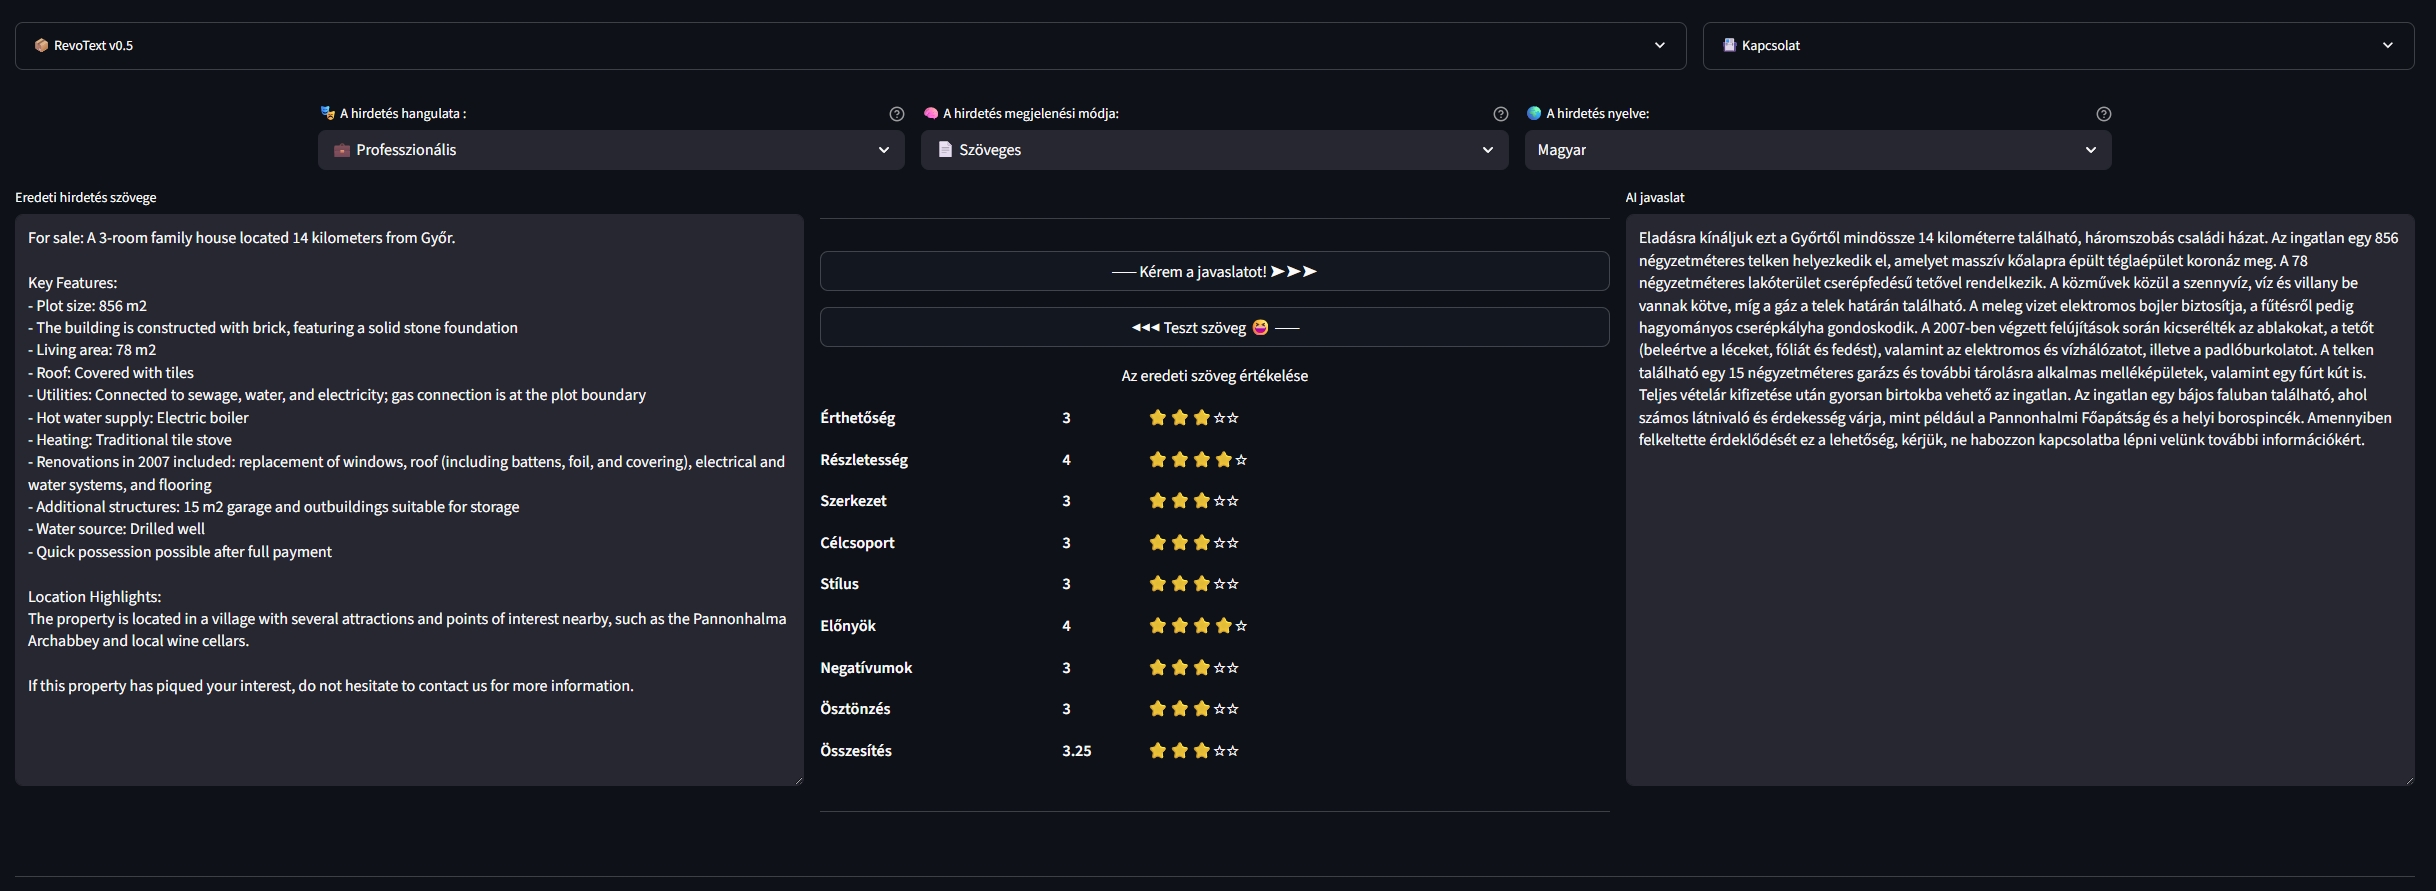 RevoText v0.5
Kapcsolat
A hirdetés hangulata :
A hirdetés megjelenési módja:
A hirdetés nyelve:
Professzionális
Szöveges
Magyar
Eredeti hirdetés szövege
For sale: A 3-room family house located 14 kilometers from Győr.
Key Features:
- Plot size: 856 m2
- The building is constructed with brick, featuring a solid stone foundation
- Living area: 78 m2
- Roof: Covered with tiles
- Utilities: Connected to sewage, water, and electricity; gas connection is at the plot boundary
- Hot water supply: Electric boiler
- Heating: Traditional tile stove
- Renovations in 2007 included: replacement of windows, roof (including battens, foil, and covering), electrical and
water systems, and flooring
- Additional structures: 15 m2 garage and outbuildings suitable for storage
- Water source: Drilled well
- Quick possession possible after full payment
Location Highlights:
The property is located in a village with several attractions and points of interest nearby, such as the Pannonhalma
Archabbey and local wine cellars.
If this property has piqued your interest, do not hesitate to contact us for more information.
—— Kérem a javaslatot! ➤➤➤
◄◄◄ Teszt szöveg 😆 ——
Az eredeti szöveg értékelése
Érthetőség 3 ⭐⭐⭐☆☆
Részletesség 4 ⭐⭐⭐⭐☆
Szerkezet 3 ⭐⭐⭐☆☆
Célcsoport 3 ⭐⭐⭐☆☆
Stílus 3 ⭐⭐⭐☆☆
Előnyök 4 ⭐⭐⭐⭐☆
Negatívumok 3 ⭐⭐⭐☆☆
Ösztönzés 3 ⭐⭐⭐☆☆
Összesítés 3.25 ⭐⭐⭐☆☆
AI javaslat
Eladásra kínáljuk ezt a Győrtől mindössze 14 kilométerre található, háromszobás családi házat. Az ingatlan egy 856
négyzetméteres telken helyezkedik el, amelyet masszív kőalapra épült téglaépület koronáz meg. A 78
négyzetméteres lakóterület cserépfedésű tetővel rendelkezik. A közművek közül a szennyvíz, víz és villany be
vannak kötve, míg a gáz a telek határán található. A meleg vizet elektromos bojler biztosítja, a fűtésről pedig
hagyományos cserépkályha gondoskodik. A 2007-ben végzett felújítások során kicserélték az ablakokat, a tetőt
(beleértve a léceket, fóliát és fedést), valamint az elektromos és vízhálózatot, illetve a padlóburkolatot. A telken
található egy 15 négyzetméteres garázs és további tárolásra alkalmas melléképületek, valamint egy fúrt kút is.
Teljes vételár kifizetése után gyorsan birtokba vehető az ingatlan. Az ingatlan egy bájos faluban található, ahol
számos látnivaló és érdekesség várja, mint például a Pannonhalmi Főapátság és a helyi borospincék. Amennyiben
felkeltette érdeklődését ez a lehetőség, kérjük, ne habozzon kapcsolatba lépni velünk további információkért.